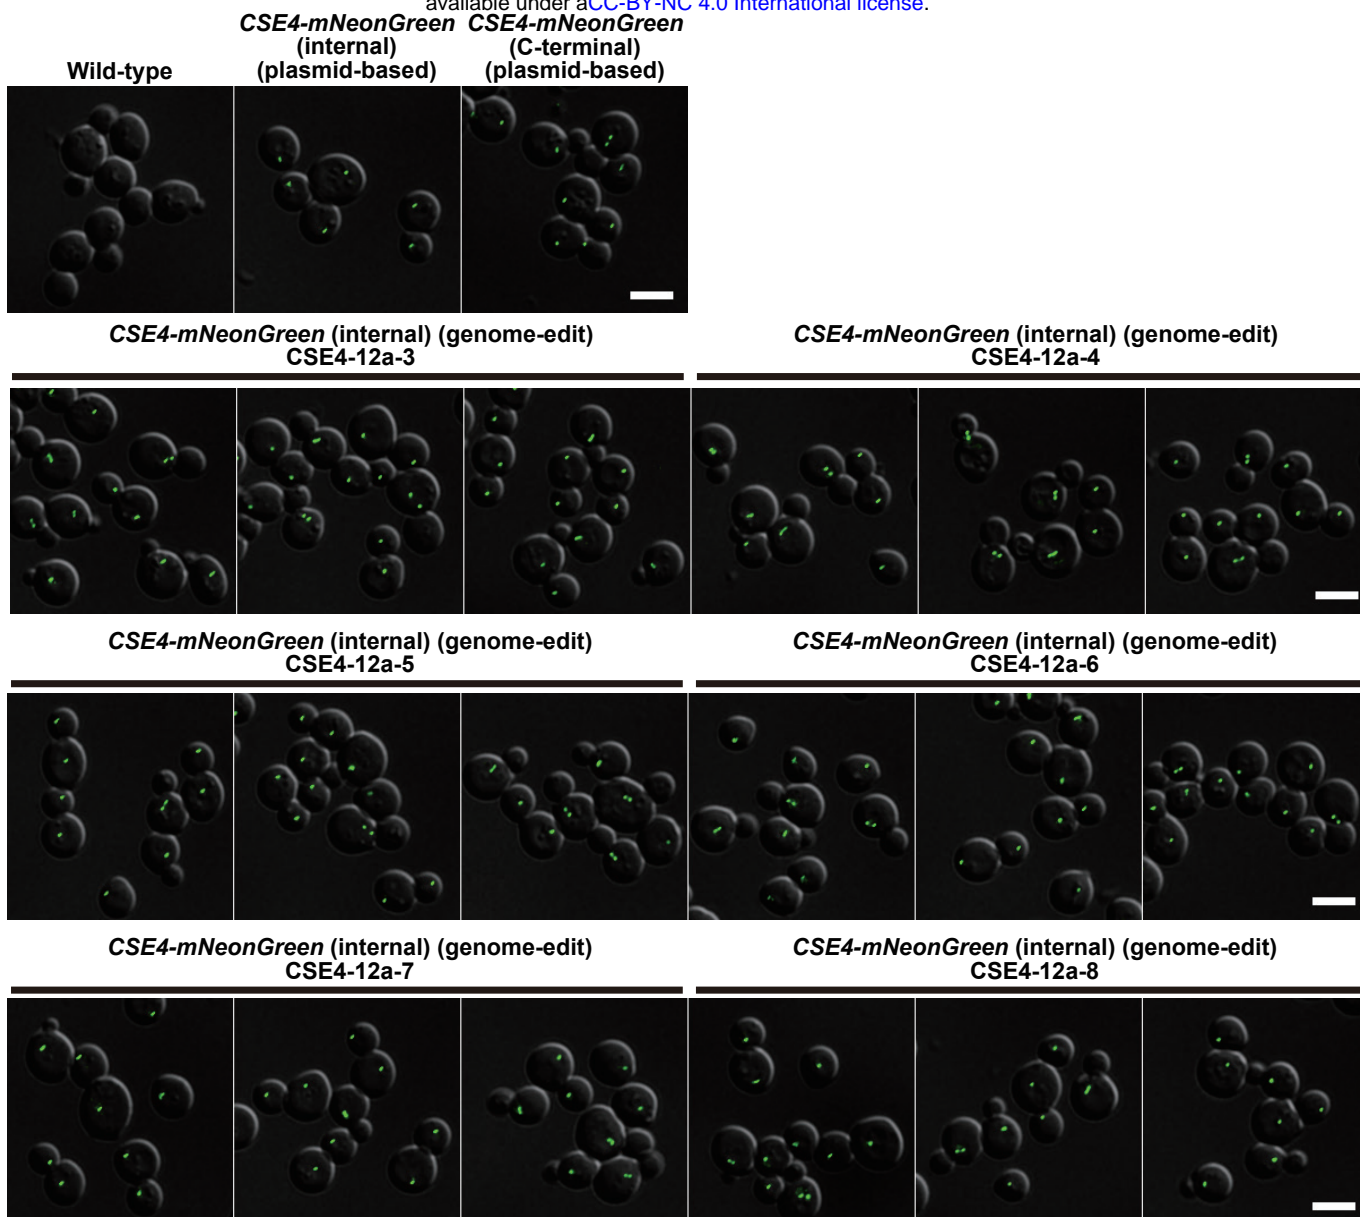 available under aCC-BY-NC 4.0 International license.
Wild-type
CSE4-mNeonGreen
(internal)
(plasmid-based)
CSE4-mNeonGreen
(C-terminal)
(plasmid-based)
CSE4-mNeonGreen (internal) (genome-edit)
CSE4-12a-3
CSE4-mNeonGreen (internal) (genome-edit)
CSE4-12a-4
CSE4-mNeonGreen (internal) (genome-edit)
CSE4-12a-5
CSE4-mNeonGreen (internal) (genome-edit)
CSE4-12a-6
CSE4-mNeonGreen (internal) (genome-edit)
CSE4-12a-7
CSE4-mNeonGreen (internal) (genome-edit)
CSE4-12a-8